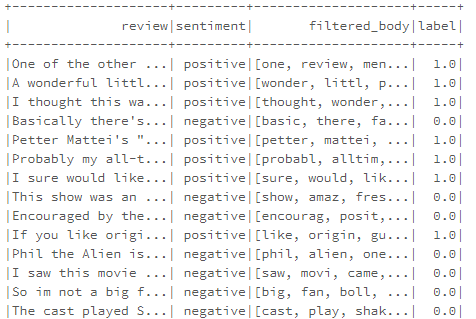 +--------------------+---------+--------------------+-----+
|              review|sentiment|       filtered_body|label|
+--------------------+---------+--------------------+-----+
|One of the other ...| positive|[one, review, men...|  1.0|
|A wonderful littl...| positive|[wonder, littl, p...|  1.0|
|I thought this wa...| positive|[thought, wonder,...|  1.0|
|Basically there's...| negative|[basic, there, fa...|  0.0|
|Petter Mattei's "...| positive|[petter, mattei, ...|  1.0|
|Probably my all-t...| positive|[probabl, alltim,...|  1.0|
|I sure would like...| positive|[sure, would, lik...|  1.0|
|This show was an ...| negative|[show, amaz, fres...|  0.0|
|Encouraged by the...| negative|[encourag, posit,...|  0.0|
|If you like origi...| positive|[like, origin, gu...|  1.0|
|Phil the Alien is...| negative|[phil, alien, one...|  0.0|
|I saw this movie ...| negative|[saw, movi, came,...|  0.0|
|So im not a big f...| negative|[big, fan, boll, ...|  0.0|
|The cast played S...| negative|[cast, play, shak...|  0.0|